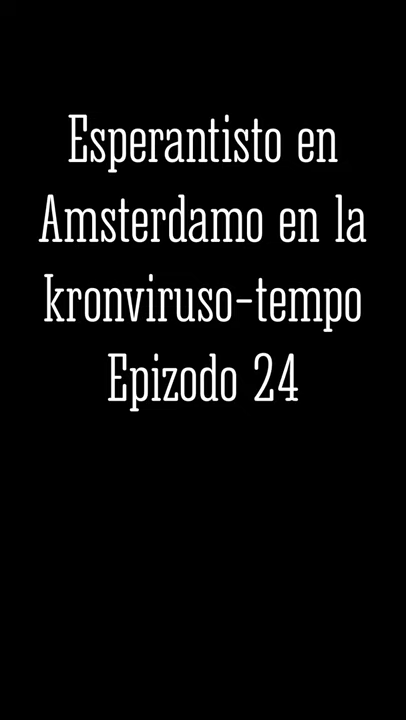 Esperantisto en
Amsterdamo en la
kronviruso-tempo
Epizodo 24